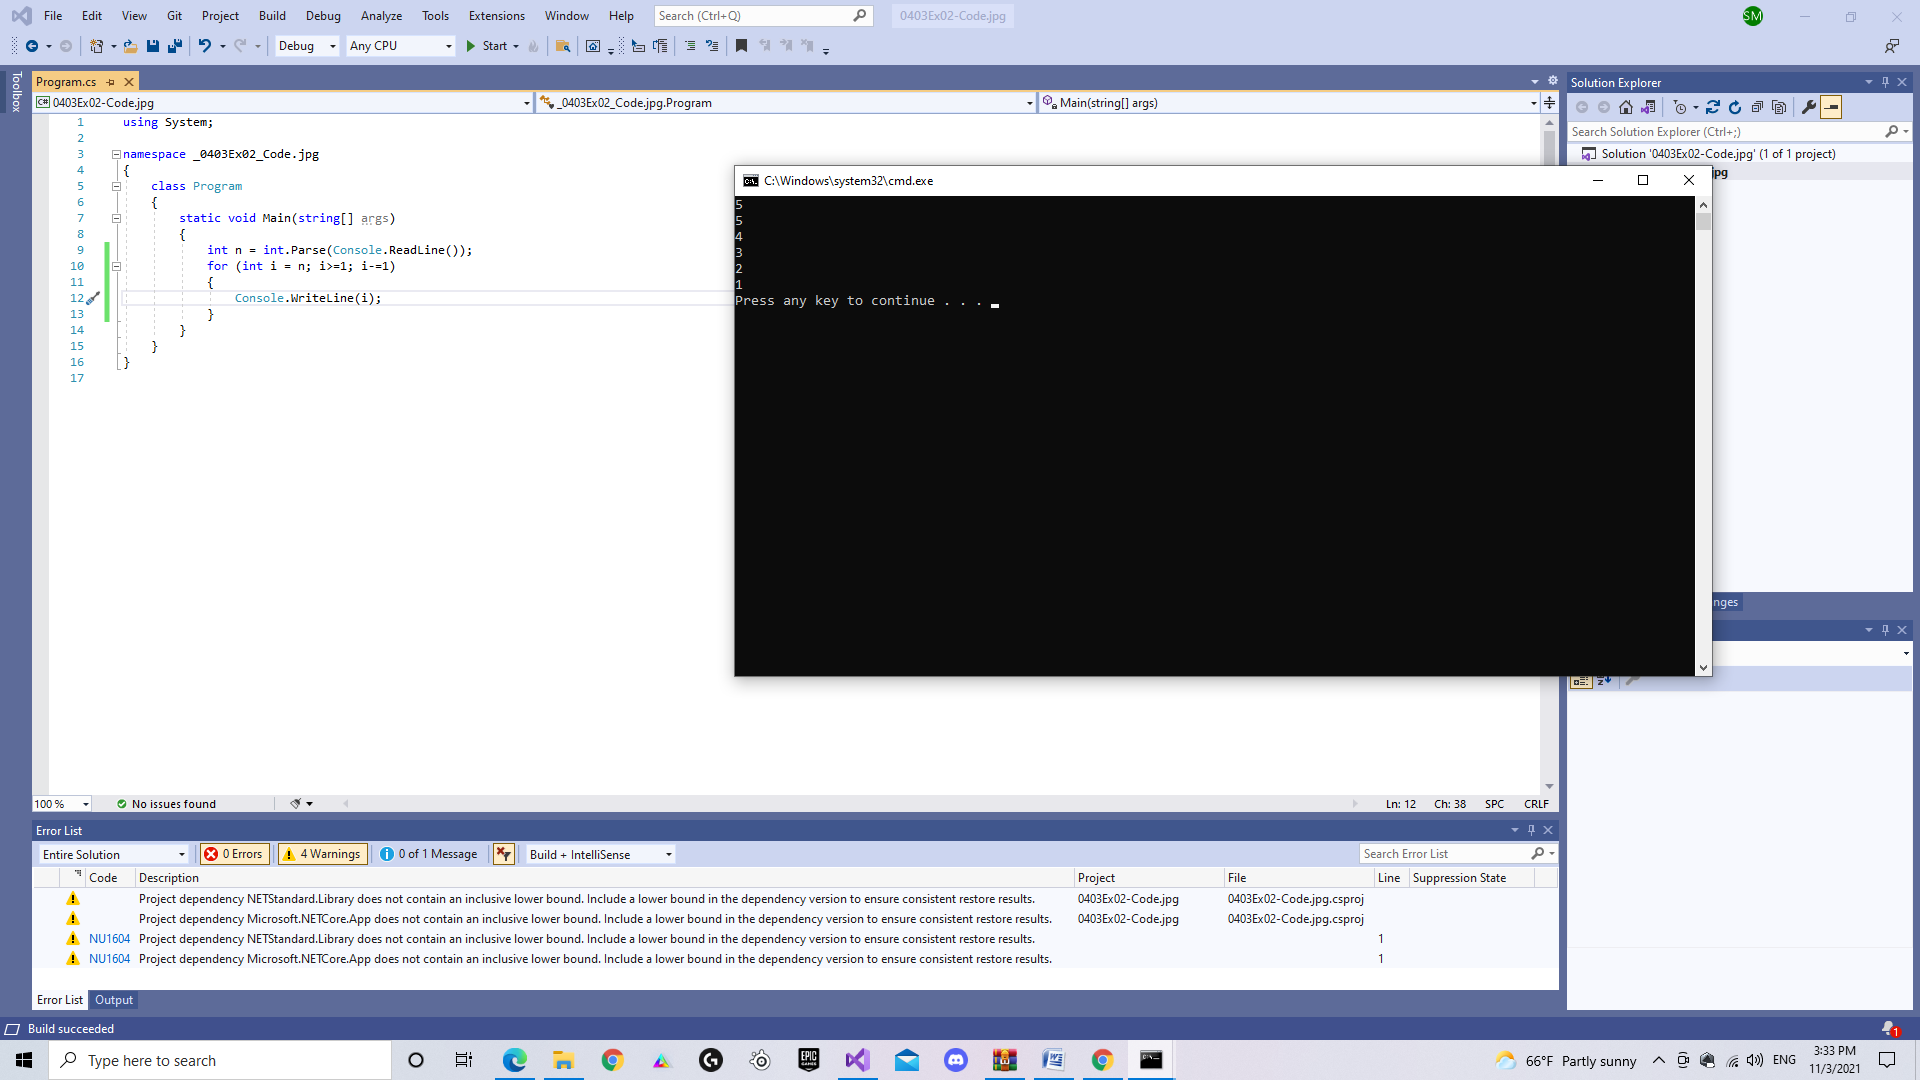 File Edit View Git Project Build Debug Analyze Tools Extensions Window Help Search (Ctrl+Q) 0403Ex02-Code.jpg SM
Debug Any CPU Start
Toolbox
Program.cs
C# 0403Ex02-Code.jpg _0403Ex02_Code.jpg.Program Main(string[] args)
1 using System;
2
3 namespace _0403Ex02_Code.jpg
4 {
5 class Program
6 {
7 static void Main(string[] args)
8 {
9 int n = int.Parse(Console.ReadLine());
10 for (int i = n; i>=1; i-=1)
11 {
12 Console.WriteLine(i);
13 }
14 }
15 }
16 }
17
C:\Windows\system32\cmd.exe
5
5
4
3
2
1
Press any key to continue . . .
Solution Explorer
Search Solution Explorer (Ctrl+;)
Solution '0403Ex02-Code.jpg' (1 of 1 project)
jpg
nges
100 % No issues found Ln: 12 Ch: 38 SPC CRLF
Error List
Entire Solution 0 Errors 4 Warnings 0 of 1 Message Build + IntelliSense Search Error List
Code Description Project File Line Suppression State
Project dependency NETStandard.Library does not contain an inclusive lower bound. Include a lower bound in the dependency version to ensure consistent restore results. 0403Ex02-Code.jpg 0403Ex02-Code.jpg.csproj
Project dependency Microsoft.NETCore.App does not contain an inclusive lower bound. Include a lower bound in the dependency version to ensure consistent restore results. 0403Ex02-Code.jpg 0403Ex02-Code.jpg.csproj
NU1604 Project dependency NETStandard.Library does not contain an inclusive lower bound. Include a lower bound in the dependency version to ensure consistent restore results. 1
NU1604 Project dependency Microsoft.NETCore.App does not contain an inclusive lower bound. Include a lower bound in the dependency version to ensure consistent restore results. 1
Error List Output
Build succeeded 1
Type here to search EPIC GAMES 66°F Partly sunny ENG 3:33 PM
11/3/2021